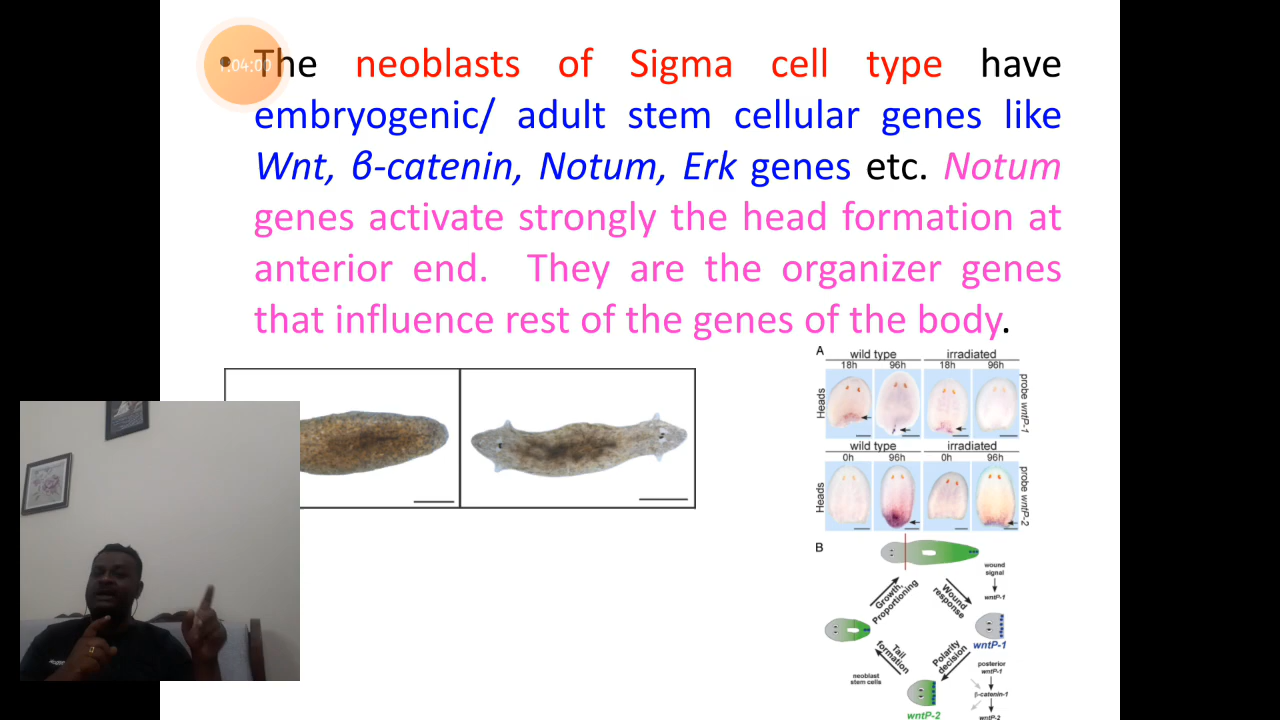 1:04:00
• The neoblasts of Sigma cell type have
embryogenic/ adult stem cellular genes like
Wnt, β-catenin, Notum, Erk genes etc. Notum
genes activate strongly the head formation at
anterior end. They are the organizer genes
that influence rest of the genes of the body.
A
wild type irradiated
18h 96h 18h 96h
Heads
probe wntP-1
wild type irradiated
0h 96h 0h 96h
Heads
probe wntP-2
B
wound
signal
wntP-1
Growth,
Proportioning
Wound
response
wntP-1
Tail
formation
Polarity
decision
posterior
wntP-1
neoblast
stem cells
β-catenin-1
wntP-2
wntP-2